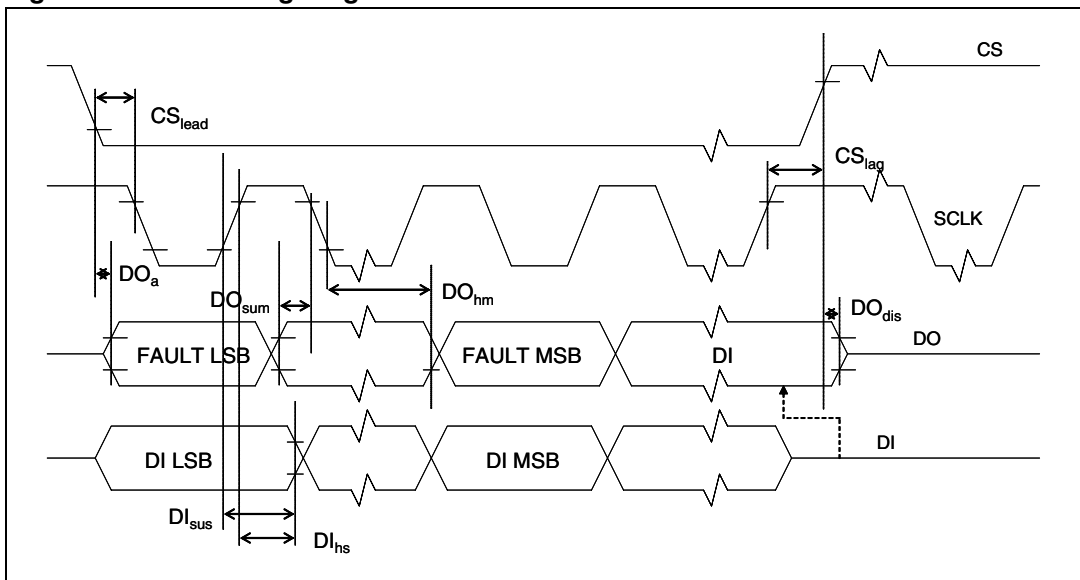 CS
CSlead
CSlag
SCLK
DOa
DOsum
DOhm
DOdis
FAULT LSB
FAULT MSB
DI
DO
DI LSB
DI MSB
DI
DIsus
DIhs